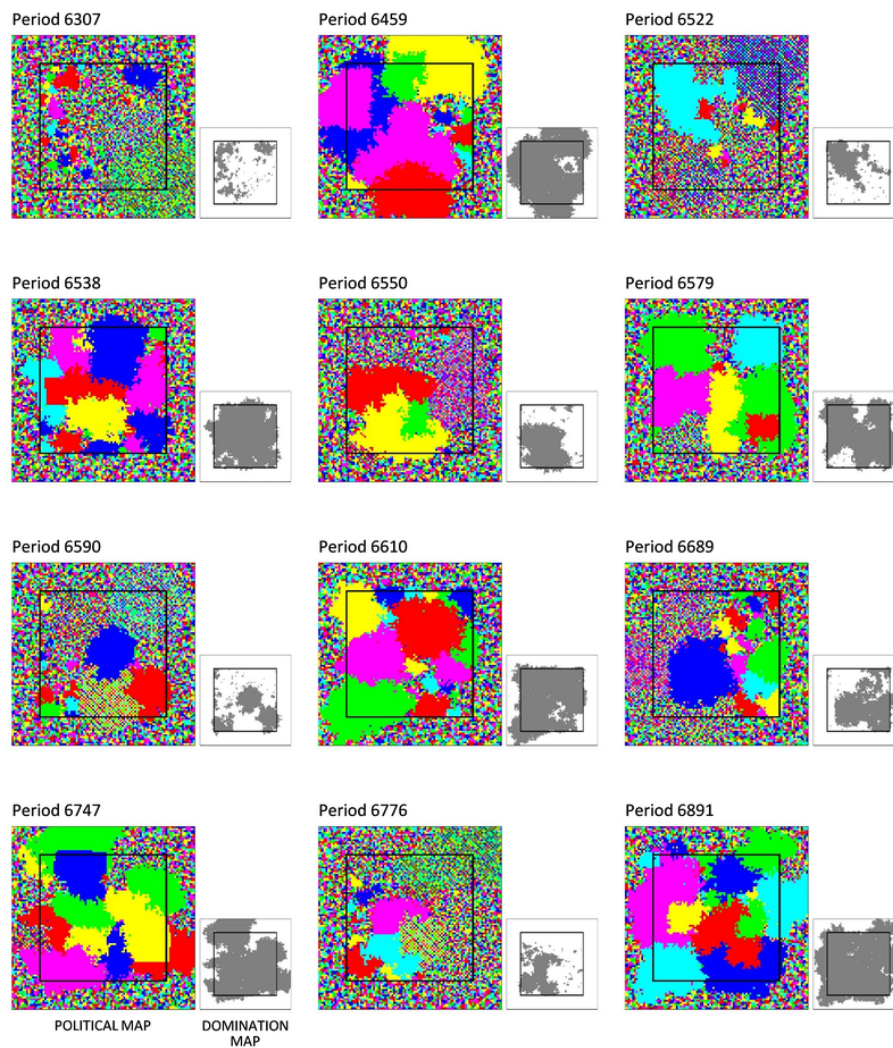 Period 6307
Period 6459
Period 6522
Period 6538
Period 6550
Period 6579
Period 6590
Period 6610
Period 6689
Period 6747
Period 6776
Period 6891
POLITICAL MAP
DOMINATION
MAP